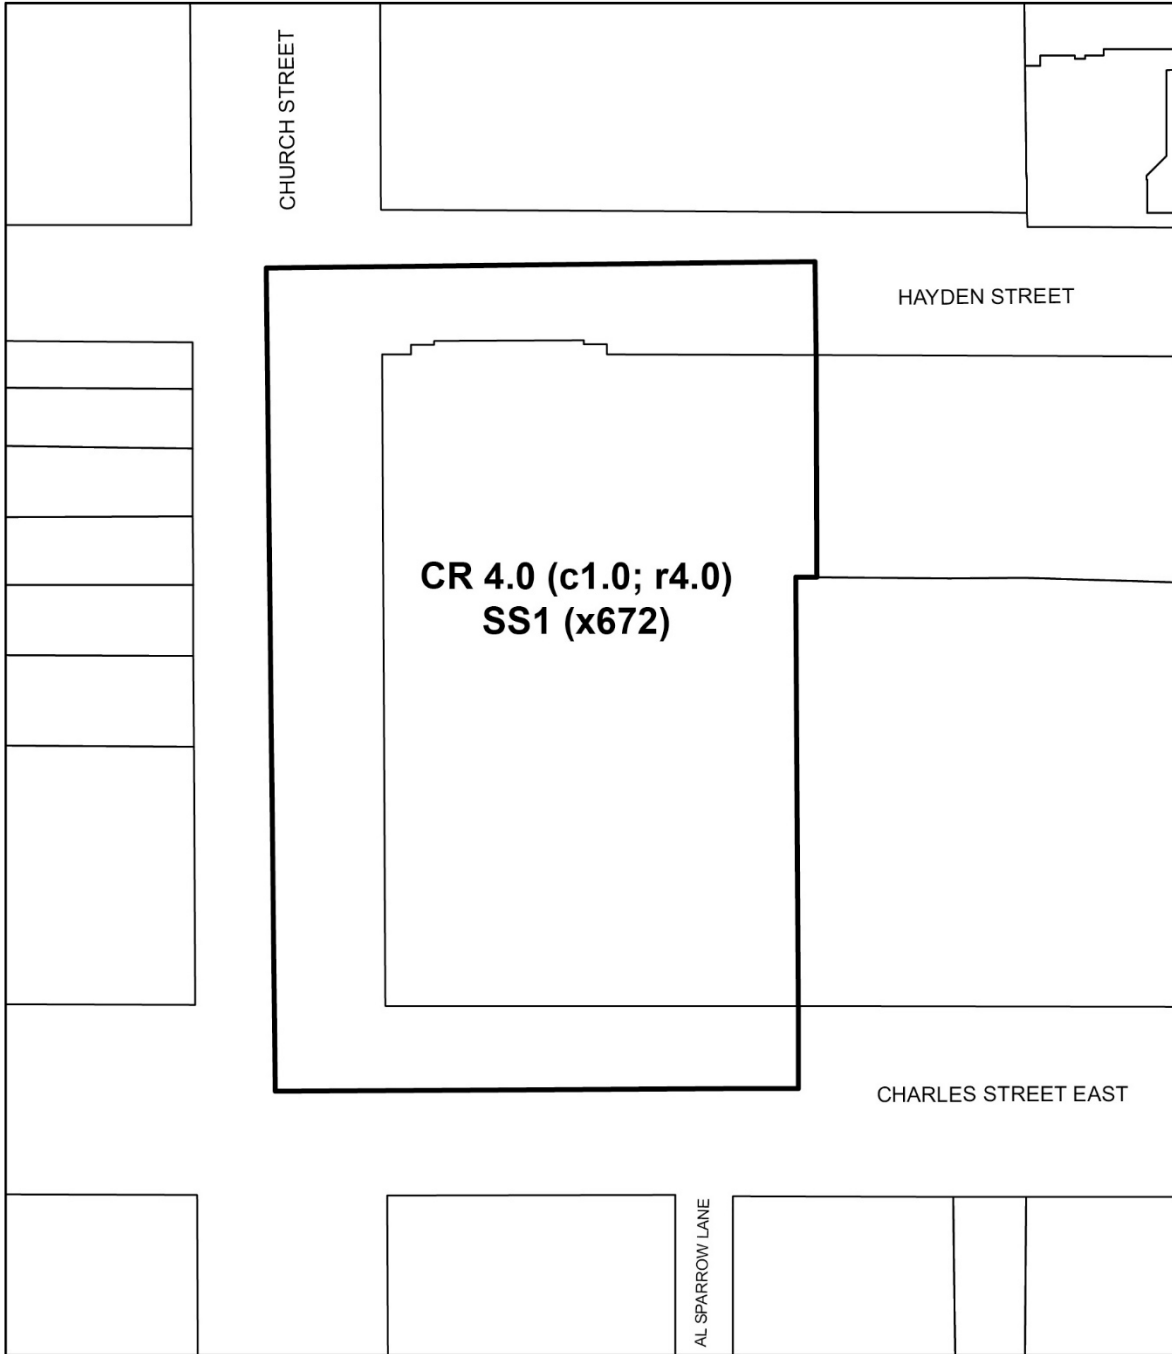 CHURCH STREET
HAYDEN STREET
CR 4.0 (c1.0; r4.0)
SS1 (x672)
CHARLES STREET EAST
AL SPARROW LANE